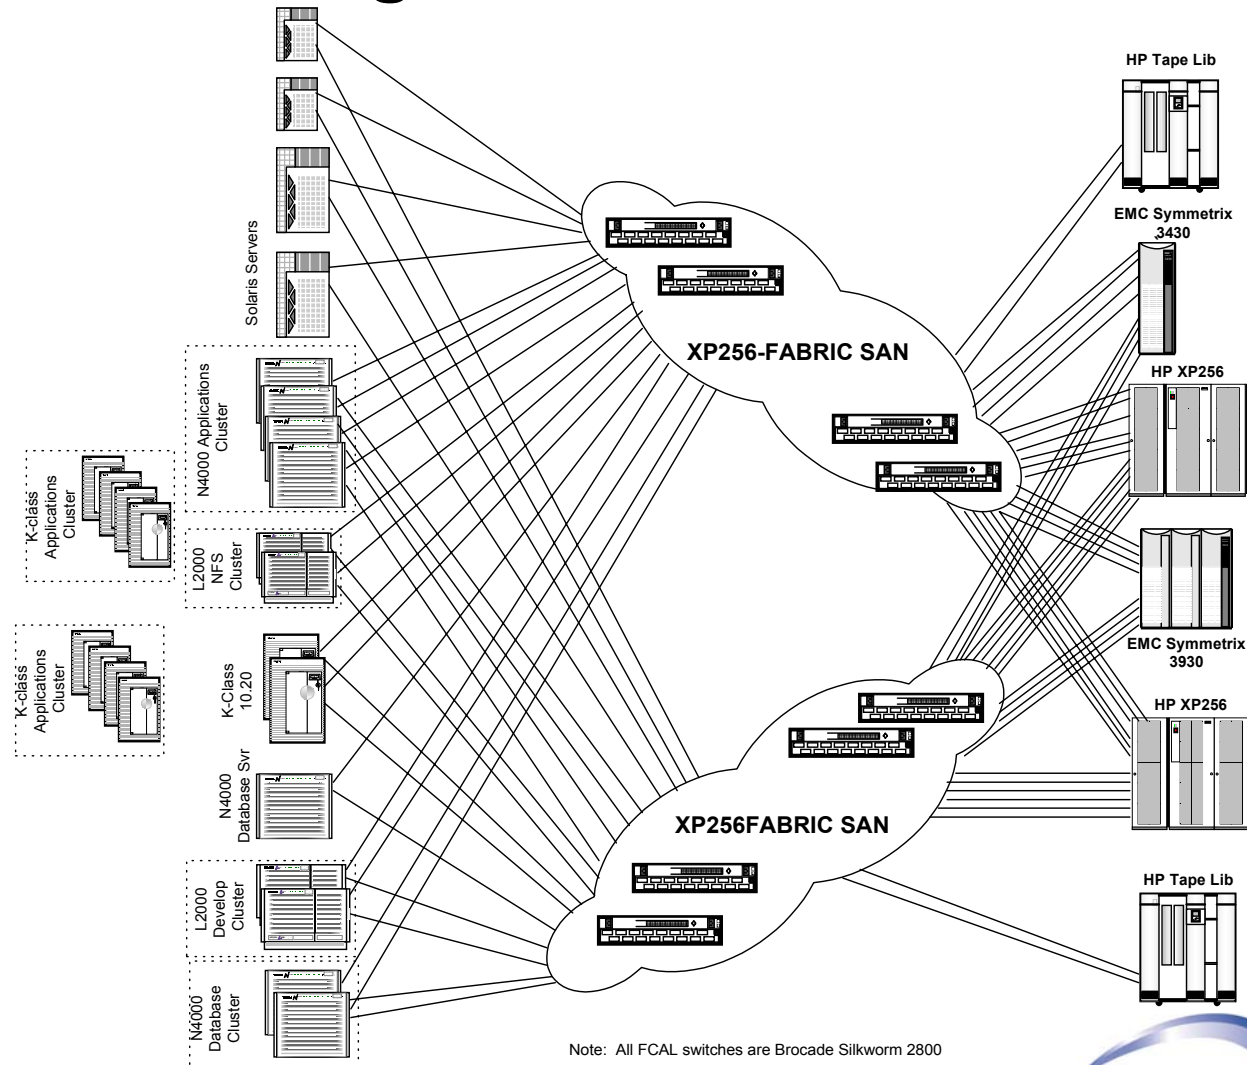 HP Tape Lib
EMC Symmetrix
3430
HP XP256
EMC Symmetrix
3930
HP XP256
HP Tape Lib
Solaris Servers
N4000 Applications
Cluster
K-class
Applications
Cluster
L2000
NFS
Cluster
K-class
Applications
Cluster
K-Class
10.20
N4000
Database Svr
L2000
Develop
Cluster
N4000
Database
Cluster
XP256-FABRIC SAN
XP256FABRIC SAN
Note: All FCAL switches are Brocade Silkworm 2800